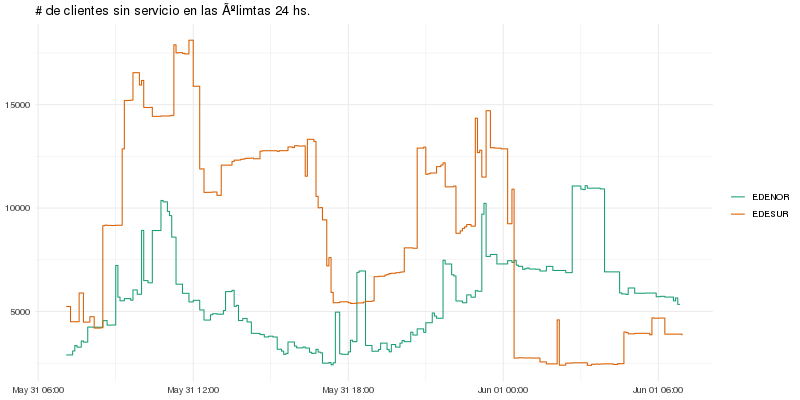 # de clientes sin servicio en las Ãºlimtas 24 hs.
15000
10000
5000
EDENOR
EDESUR
May 31 06:00 May 31 12:00 May 31 18:00 Jun 01 00:00 Jun 01 06:00